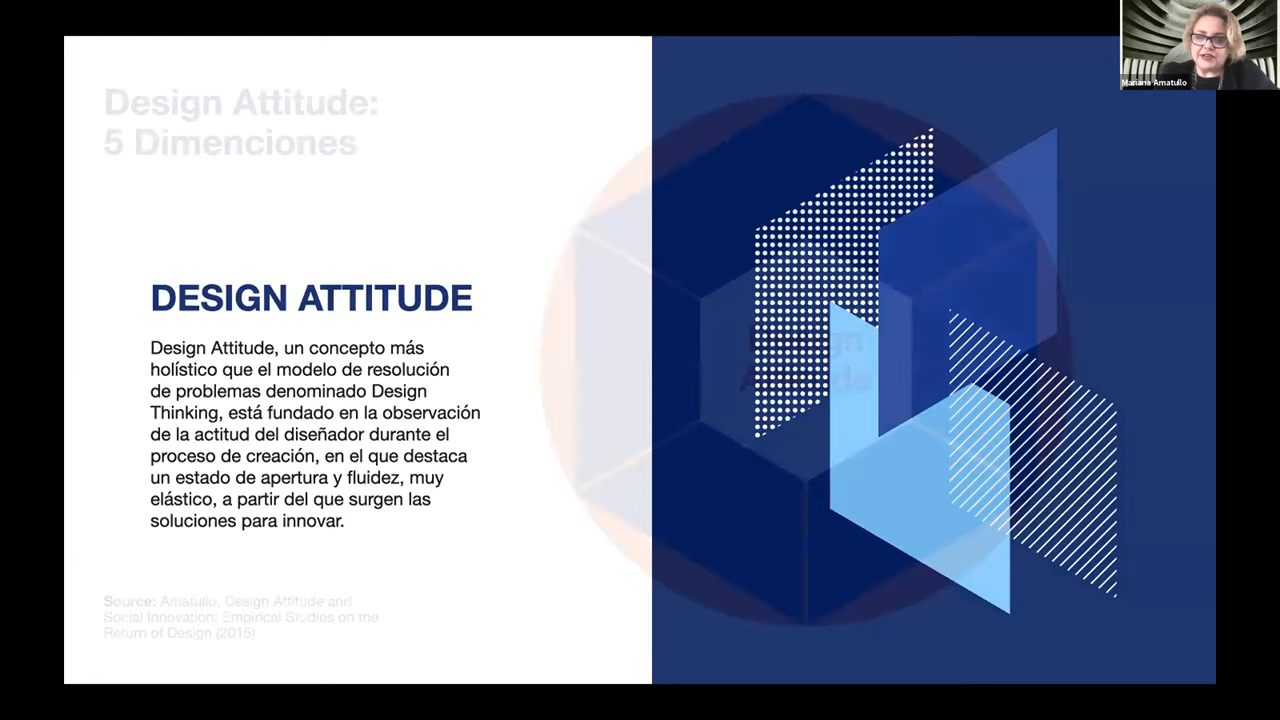 Mariana Amatullo
Design Attitude:
5 Dimenciones
DESIGN ATTITUDE
Design Attitude, un concepto más
holístico que el modelo de resolución
de problemas denominado Design
Thinking, está fundado en la observación
de la actitud del diseñador durante el
proceso de creación, en el que destaca
un estado de apertura y fluidez, muy
elástico, a partir del que surgen las
soluciones para innovar.
Source: Amatullo, Design Attitude and
Social Innovation: Empirical Studies on the
Return of Design (2015)